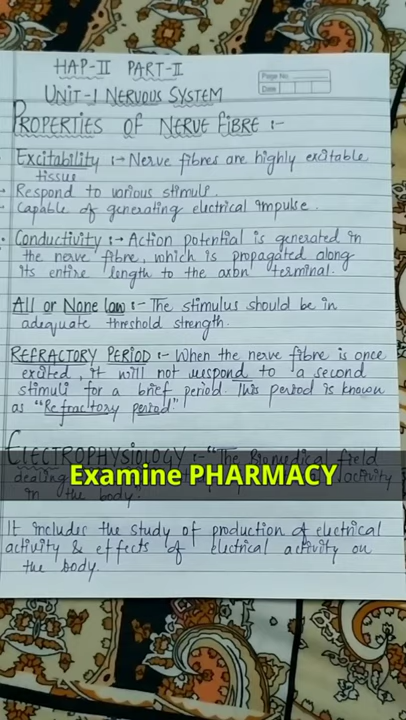 HAP-II PART-II
Page No.
Date
UNIT-1 NERVOUS SYSTEM
PROPERTIES OF NERVE FIBRE :-
Excitability :→ Nerve fibres are highly excitable
tissue
→ Respond to various stimuli.
→ Capable of generating electrical impulse.
Conductivity :→ Action potential is generated in
the nerve fibre, which is propagated along
its entire length to the axon terminal.
All or None law :- The stimulus should be in
adequate threshold strength.
REFRACTORY PERIOD :- When the nerve fibre is once
excited, it will not respond to a second
stimuli for a brief period. This period is known
as "Refractory period"
ELECTROPHYSIOLOGY :- "The Biomedical field
dealing activity
in the body.
Examine PHARMACY
It includes the study of production of electrical
activity & effects of electrical activity on
the body.